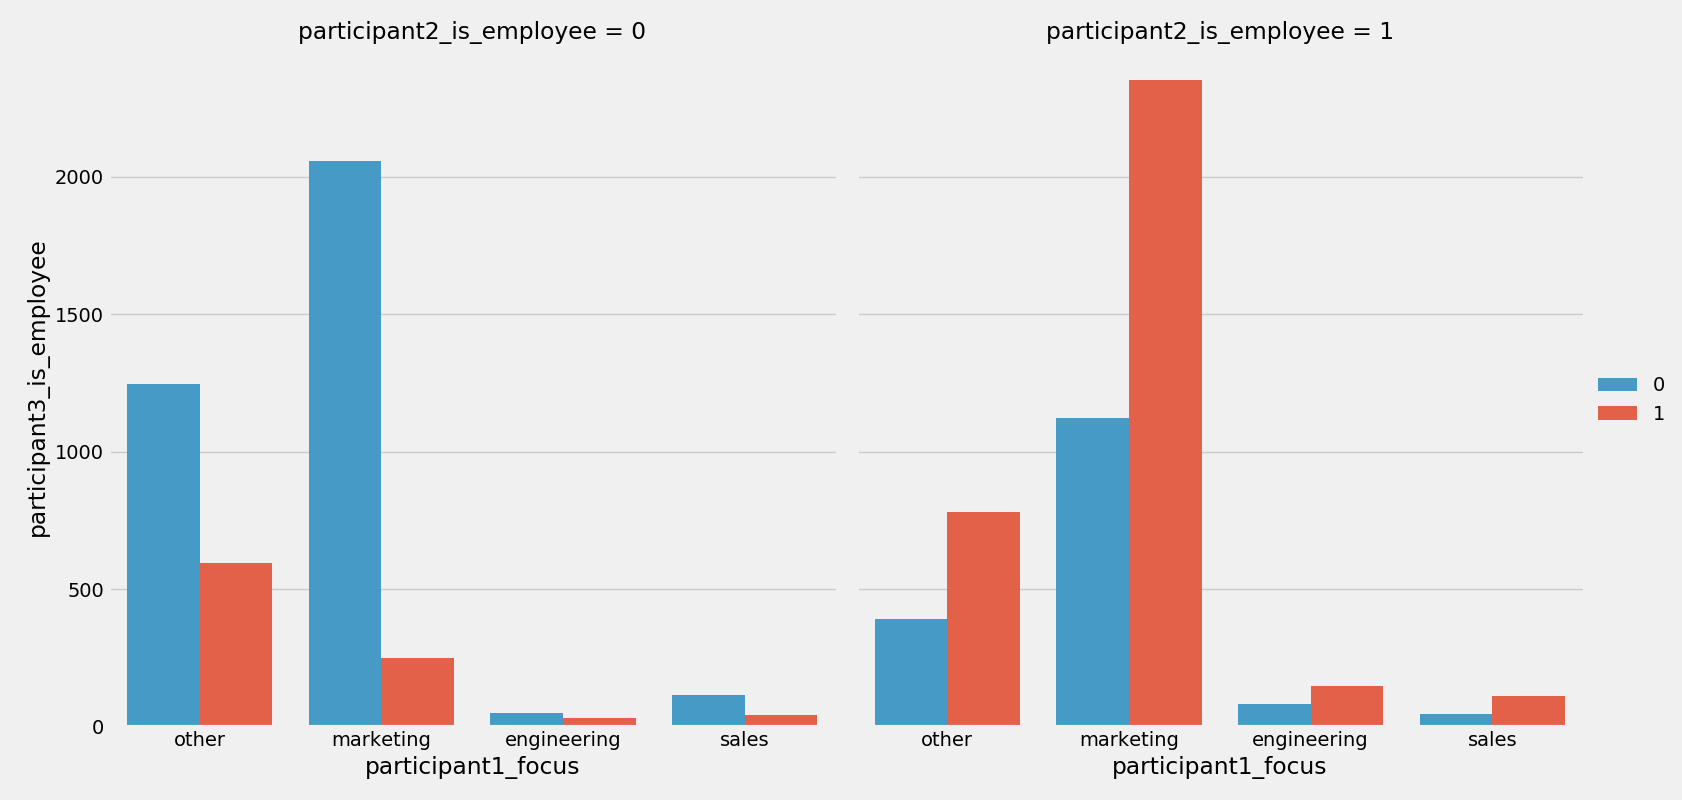 participant2_is_employee = 0
participant2_is_employee = 1
participant3_is_employee
2000
1500
1000
500
0
other marketing engineering sales
participant1_focus
other marketing engineering sales
participant1_focus
0
1